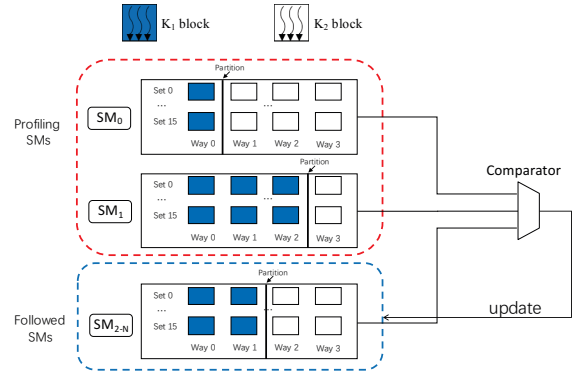 K1 block
K2 block
Partition
Set 0
...
...
Set 15
Way 0 Way 1 Way 2 Way 3
Profiling
SMs
SM0
Partition
Set 0
...
...
Set 15
Way 0 Way 1 Way 2 Way 3
SM1
Comparator
Partition
Set 0
...
...
Set 15
Way 0 Way 1 Way 2 Way 3
Followed
SMs
SM2-N
update